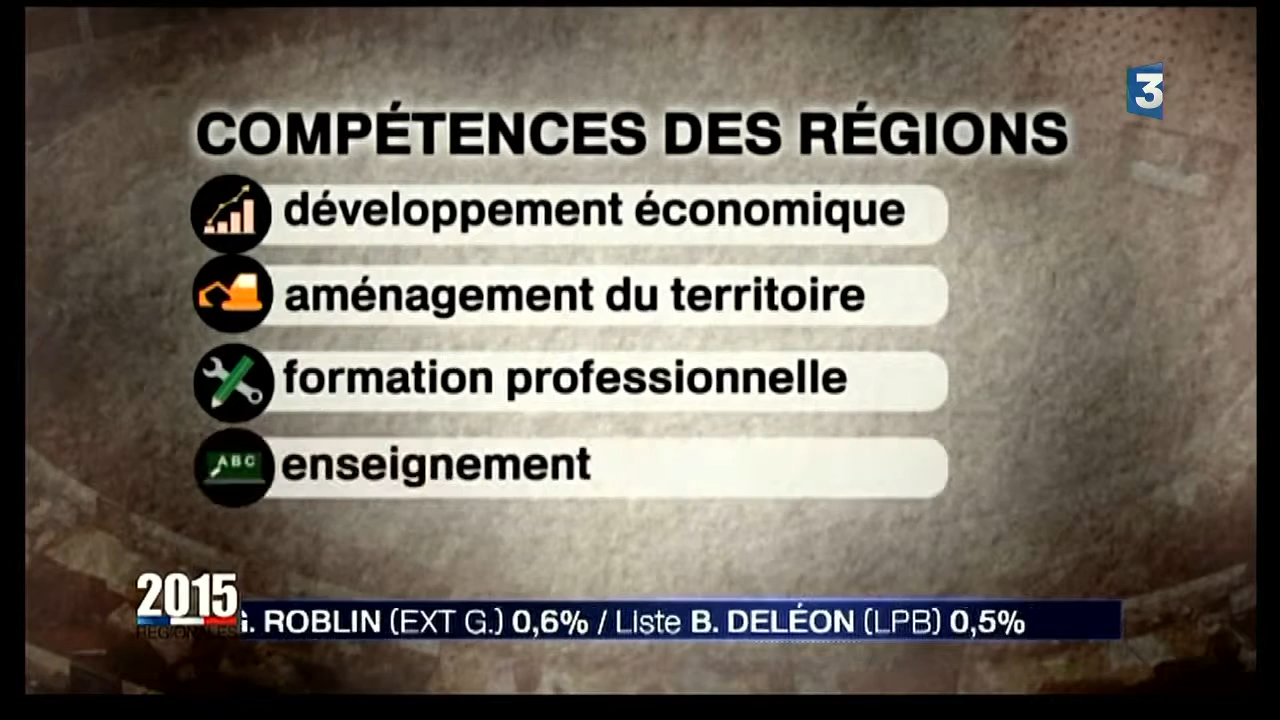 3
COMPÉTENCES DES RÉGIONS
développement économique
aménagement du territoire
formation professionnelle
ABC
enseignement
2015
RÉGIONALES
G. ROBLIN (EXT G.) 0,6% / Liste B. DELÉON (LPB) 0,5%